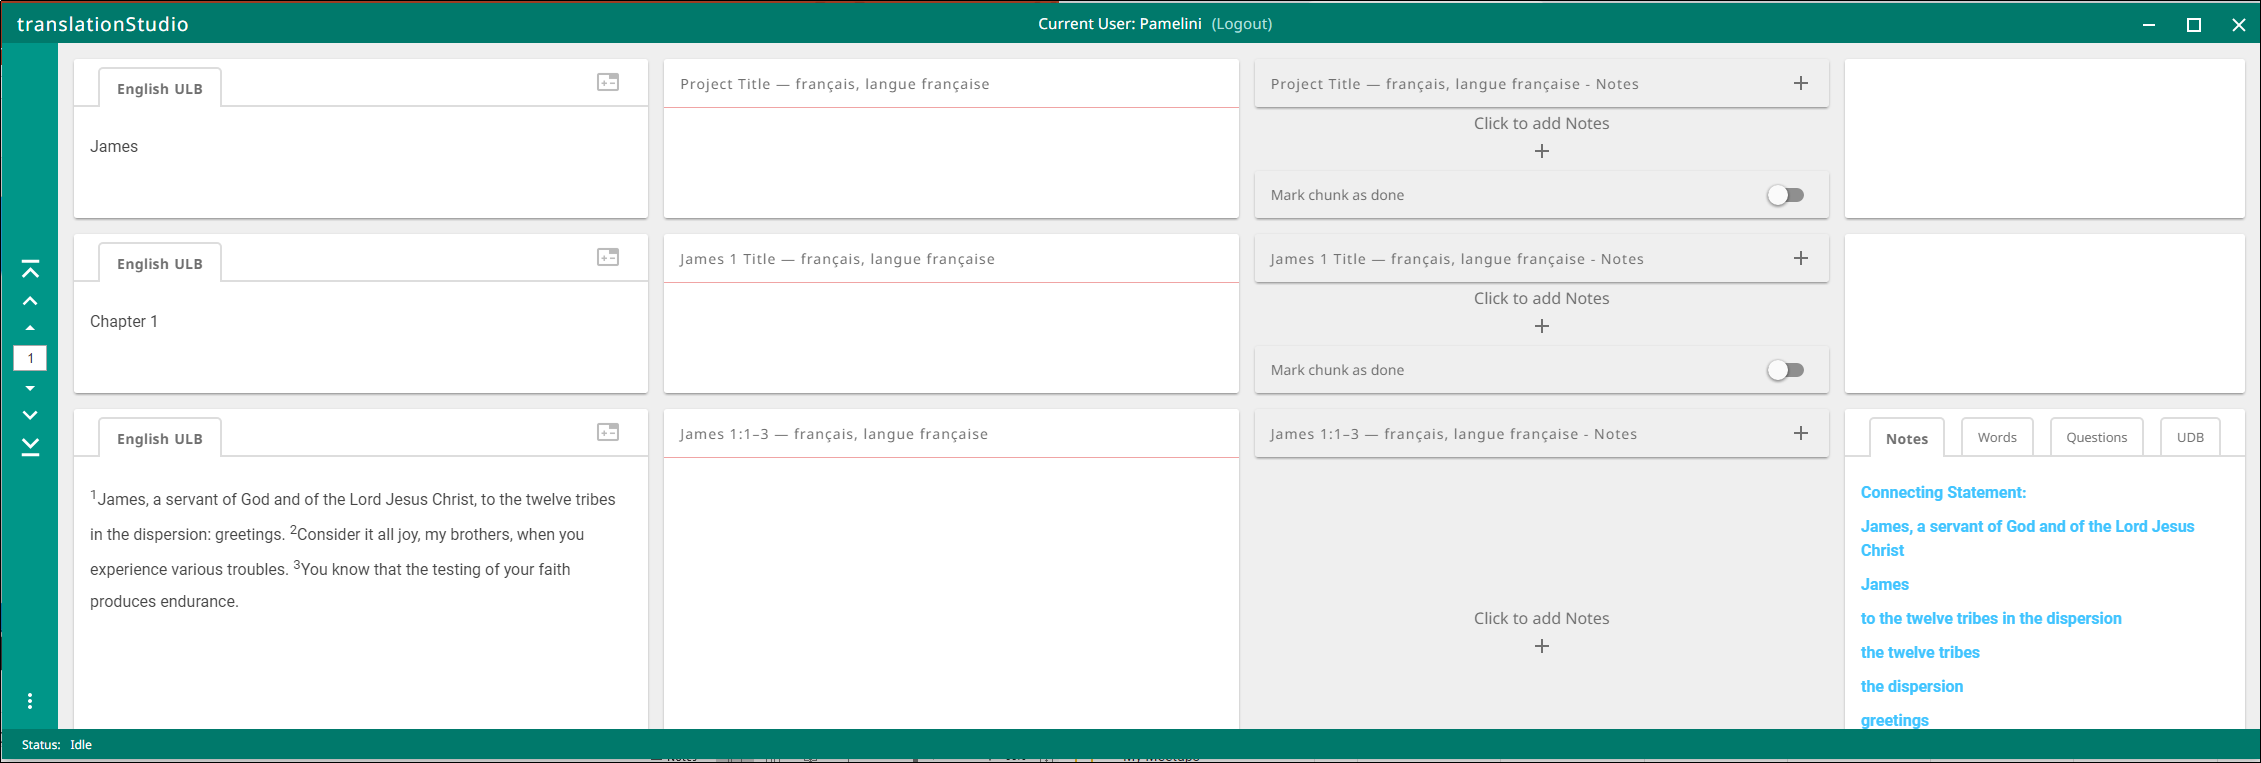 translationStudio
Current User: Pamelini (Logout)
English ULB
James
Project Title — français, langue française
Project Title — français, langue française - Notes
Click to add Notes
Mark chunk as done
English ULB
Chapter 1
James 1 Title — français, langue française
James 1 Title — français, langue française - Notes
Click to add Notes
Mark chunk as done
1
English ULB
1James, a servant of God and of the Lord Jesus Christ, to the twelve tribes
in the dispersion: greetings. 2Consider it all joy, my brothers, when you
experience various troubles. 3You know that the testing of your faith
produces endurance.
James 1:1–3 — français, langue française
James 1:1–3 — français, langue française - Notes
Click to add Notes
Notes Words Questions UDB
Connecting Statement:
James, a servant of God and of the Lord Jesus
Christ
James
to the twelve tribes in the dispersion
the twelve tribes
the dispersion
greetings
Status: Idle